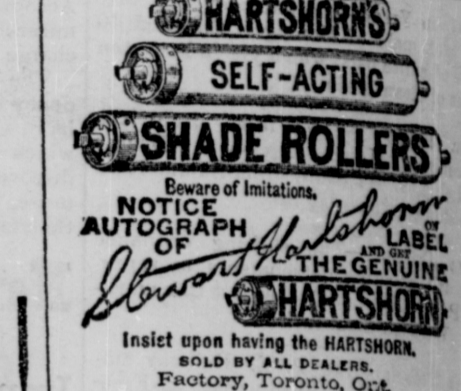 HARTSHORN'S
SELF-ACTING
SHADE ROLLERS
Beware of Imitations.
NOTICE
AUTOGRAPH
OF
Stewart Hartshorn
ON
LABEL
AND GET
THE GENUINE
HARTSHORN
Insist upon having the HARTSHORN.
SOLD BY ALL DEALERS.
Factory, Toronto, Ont.